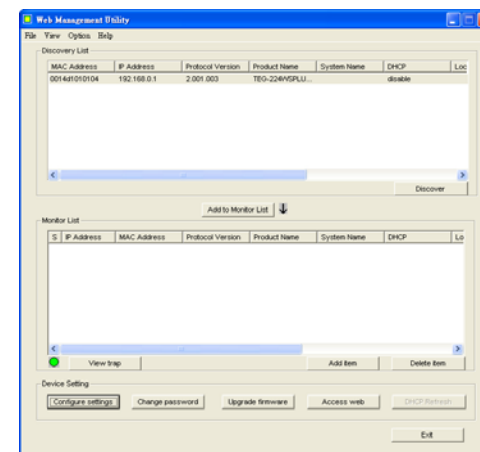 Web Management Utility
File View Option Help
Discovery List
MAC Address IP Address Protocol Version Product Name System Name DHCP Loc
0014d1010104 192.168.0.1 2.001.003 TEG-224WSPLU... disable
Discover
Add to Monitor List
Monitor List
S IP Address MAC Address Protocol Version Product Name System Name DHCP Lo
View trap Add item Delete item
Device Setting
Configure settings Change password Upgrade firmware Access web DHCP Refresh
Exit